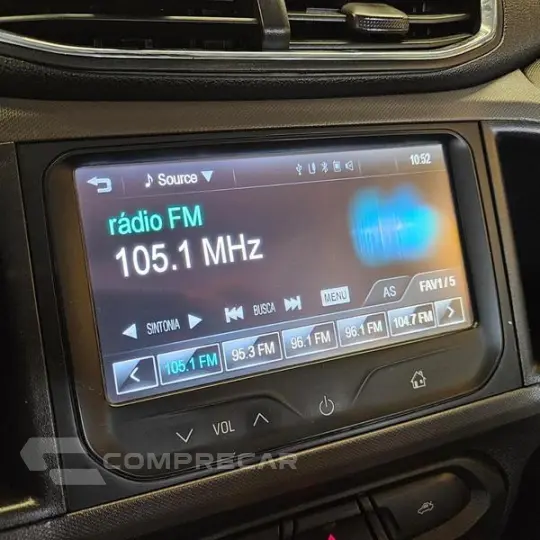 Source 10:52
rádio FM
105.1 MHz
FAV1/5
AS
MENU
SINTONIA BUSCA
105.1 FM 95.3 FM 96.1 FM 96.1 FM 104.7 FM
VOL
COMPRECAR